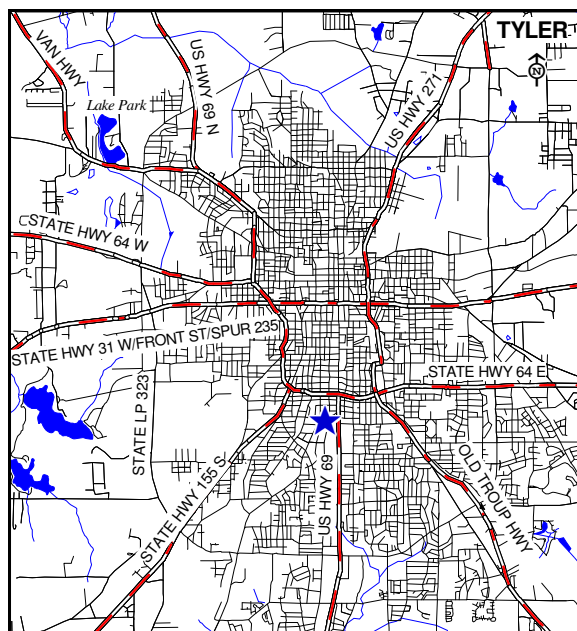 TYLER
N
VAN HWY
US HWY 69 N
US HWY 271
Lake Park
STATE HWY 64 W
STATE HWY 31 W/FRONT ST/SPUR 235
STATE HWY 64 E
STATE LP 323
STATE HWY 155 S
US HWY 69
OLD TROUP HWY